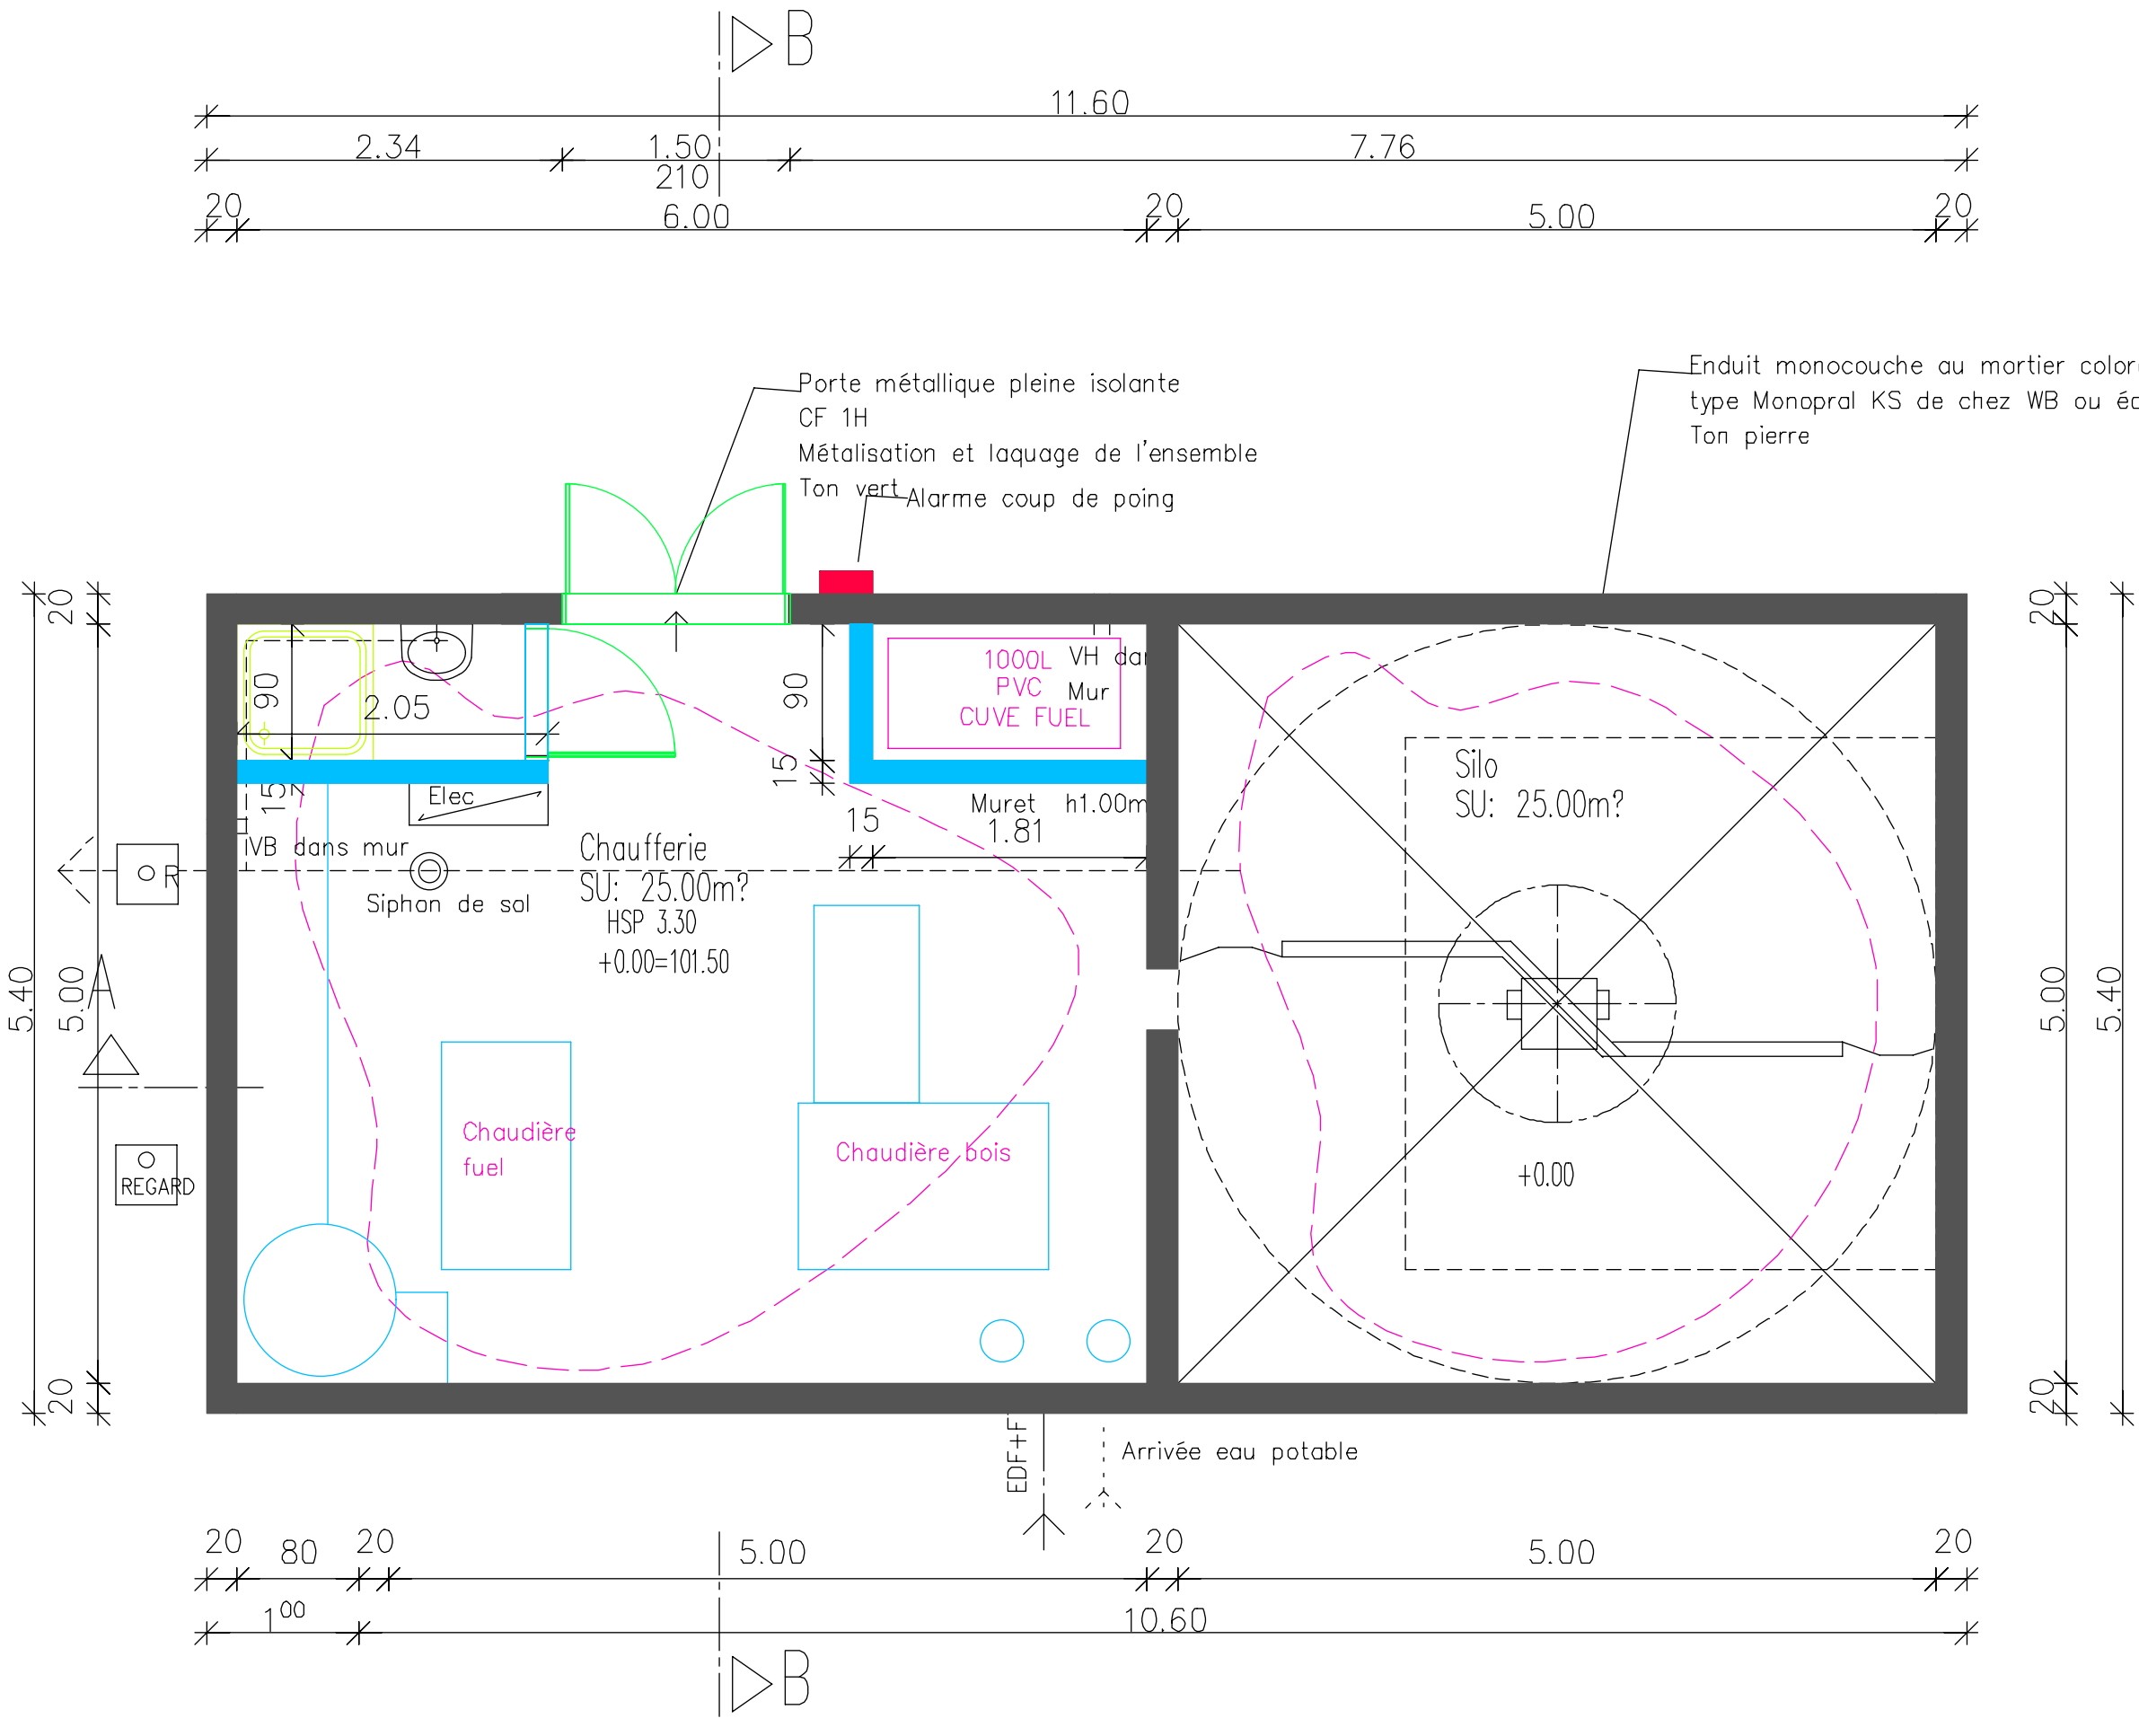 B
11.60
2.34
1.50
7.76
210
20
6.00
20
5.00
20
Enduit monocouche au mortier color
type Monopral KS de chez WB ou
Ton pierre
Porte métallique pleine isolante
CF 1H
Métalisation et laquage de l'ensemble
Ton vert
Alarme coup de poing
20
20
90
2.05
90
1000L
PVC
CUVE FUEL
VH
Mur
15
15
Elec
Muret h1.00m
15
1.81
Silo
SU: 25.00m?
VB dans mur
R
Siphon de sol
Chaufferie
SU: 25.00m?
HSP 3.30
+0.00=101.50
5.40
5.00
A
5.00
5.40
Chaudière
fuel
Chaudière bois
REGARD
+0.00
20
20
EDF+F
Arrivée eau potable
20
80
20
5.00
20
5.00
20
100
10.60
B